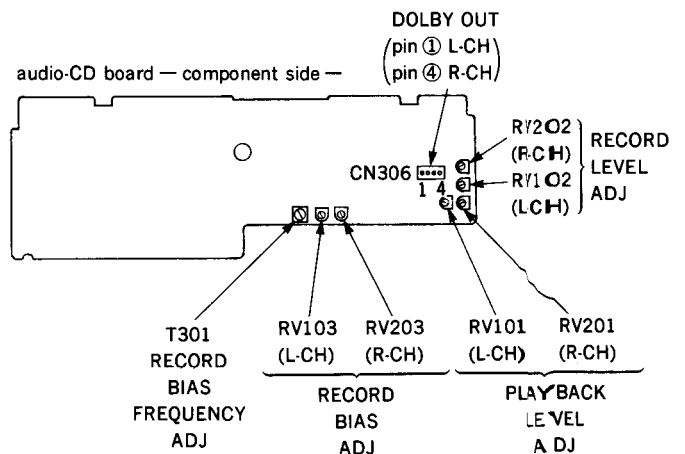 DOLBY OUT
(pin ① L-CH)
(pin ④ R-CH)
audio-CD board — component side —
RV202
(R-CH)
RV102
(L-CH)
RECORD
LEVEL
ADJ
CN306
1 4
T301
RECORD
BIAS
FREQUENCY
ADJ
RV103
(L-CH)
RV203
(R-CH)
RECORD
BIAS
ADJ
RV101
(L-CH)
RV201
(R-CH)
PLAYBACK
LEVEL
ADJ